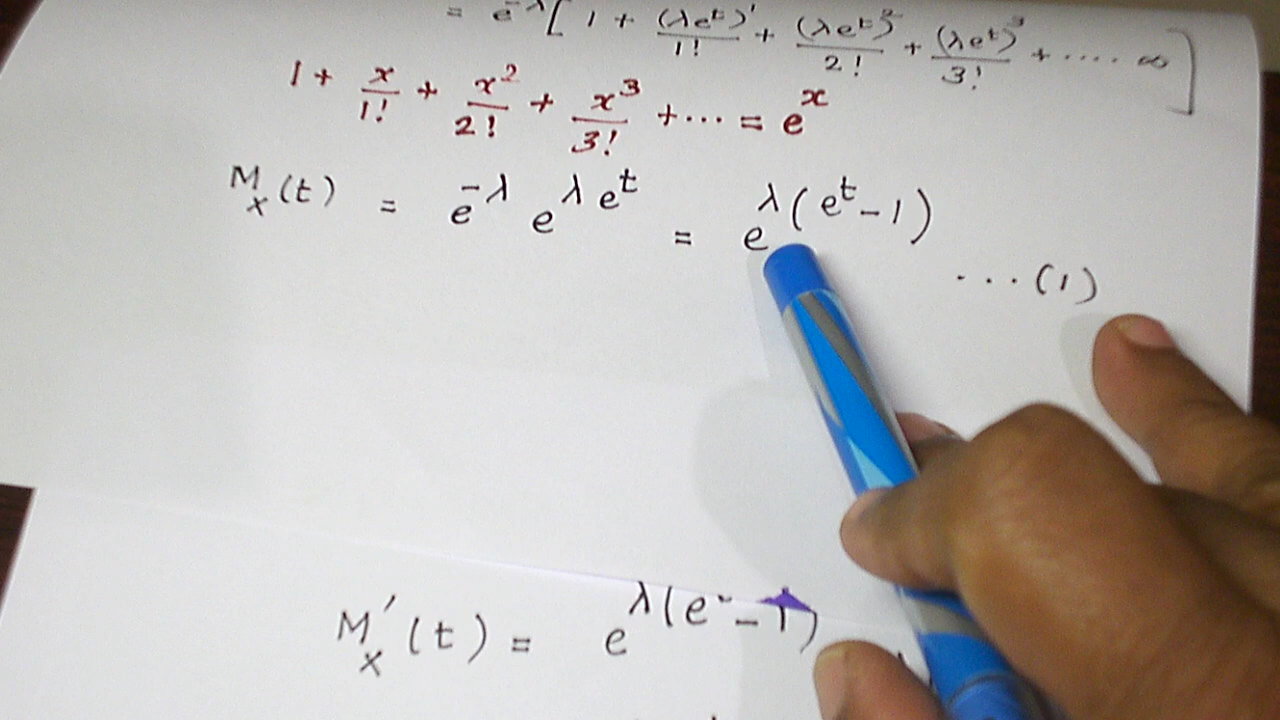 = e^-λ [ 1 + (λe^t)^1/1! + (λe^t)^2/2! + (λe^t)^3/3! + .... ∞ ]
1 + x/1! + x^2/2! + x^3/3! + ... = e^x
M_x(t) = e^-λ e^λe^t = e^λ(e^t - 1)
...(1)
M'_x(t) = e^λ(e^t - 1)